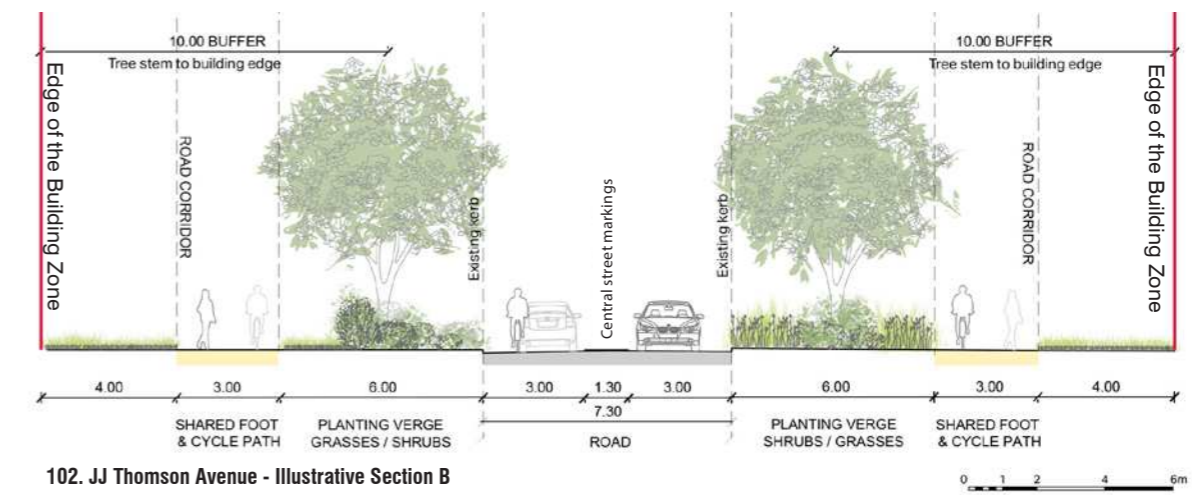 10.00 BUFFER
Tree stem to building edge
10.00 BUFFER
Tree stem to building edge
Edge of the Building Zone
ROAD CORRIDOR
Existing kerb
Central street markings
Existing kerb
ROAD CORRIDOR
Edge of the Building Zone
4.00 3.00 6.00 3.00 1.30 3.00 6.00 3.00 4.00
7.30
SHARED FOOT
& CYCLE PATH
PLANTING VERGE
GRASSES / SHRUBS
ROAD
PLANTING VERGE
SHRUBS / GRASSES
SHARED FOOT
& CYCLE PATH
102. JJ Thomson Avenue - Illustrative Section B
0 1 2 4 6m